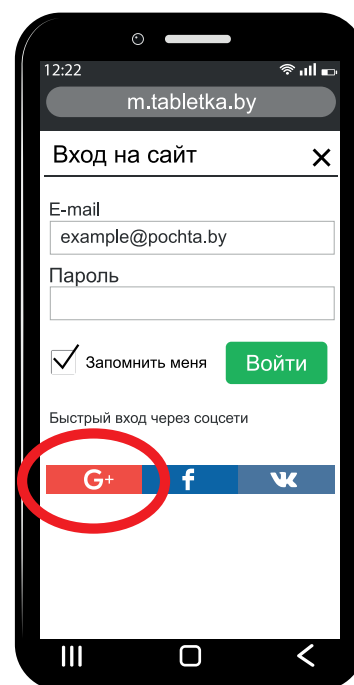 12:22
m.tabletka.by
Вход на сайт
E-mail
example@pochta.by
Пароль
Запомнить меня
Войти
Быстрый вход через соцсети
G+ f